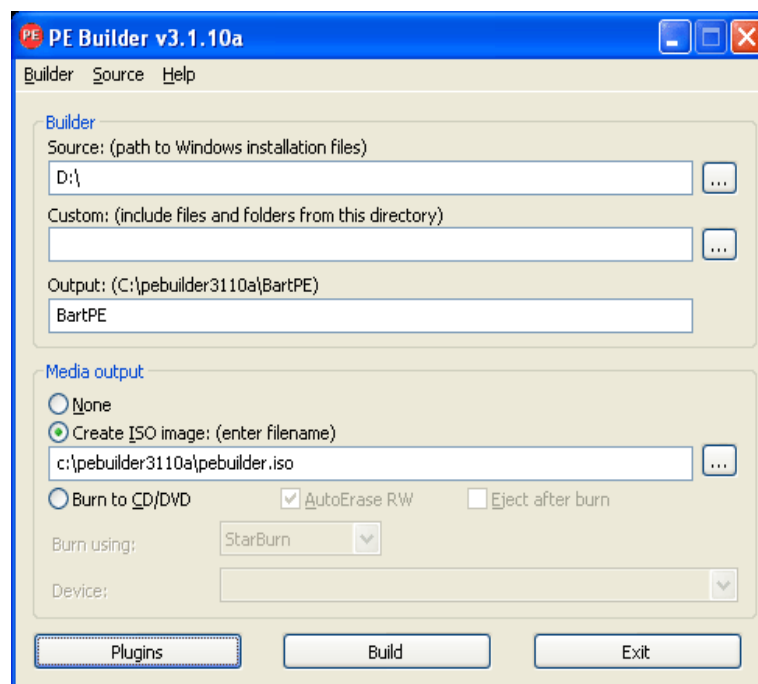 PE PE Builder v3.1.10a
Builder Source Help
Builder
Source: (path to Windows installation files)
D:\
...
Custom: (include files and folders from this directory)
...
Output: (C:\pebuilder3110a\BartPE)
BartPE
Media output
None
Create ISO image: (enter filename)
c:\pebuilder3110a\pebuilder.iso
...
Burn to CD/DVD AutoErase RW Eject after burn
Burn using: StarBurn
Device:
Plugins Build Exit